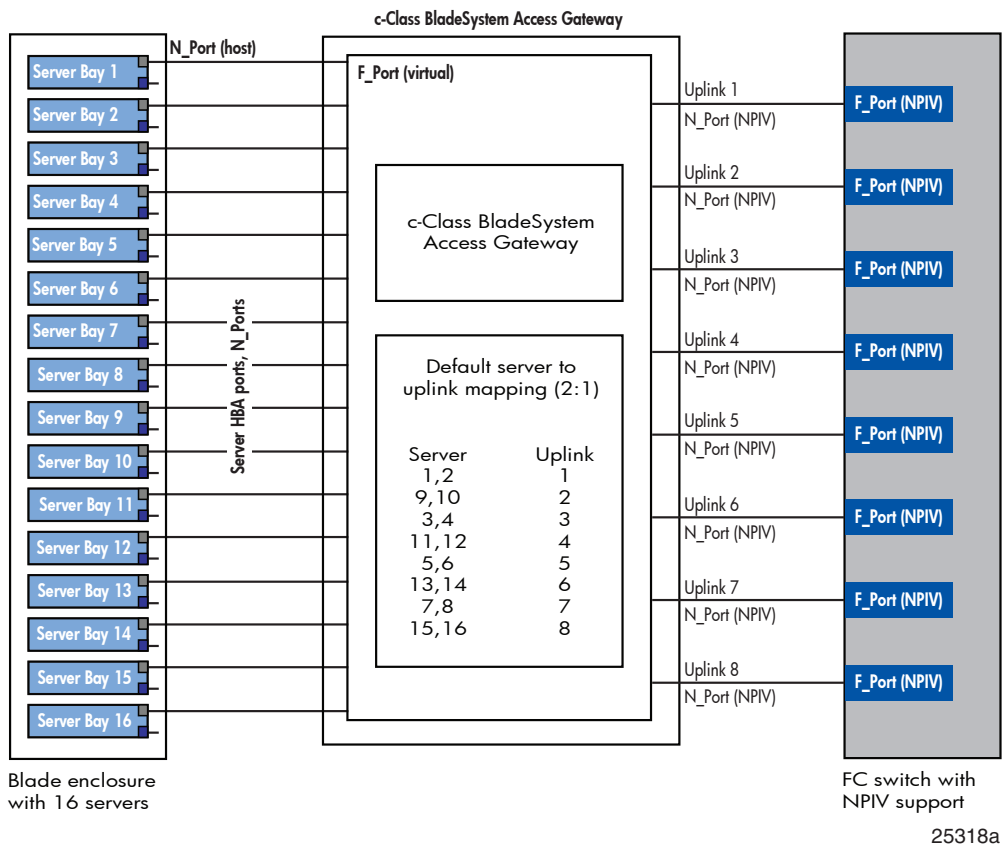 c-Class BladeSystem Access Gateway
N_Port (host)
F_Port (virtual)
Server Bay 1
Server Bay 2
Server Bay 3
Server Bay 4
Server Bay 5
Server Bay 6
Server Bay 7
Server Bay 8
Server Bay 9
Server Bay 10
Server Bay 11
Server Bay 12
Server Bay 13
Server Bay 14
Server Bay 15
Server Bay 16
Server HBA ports, N_Ports
c-Class BladeSystem
Access Gateway
Default server to
uplink mapping (2:1)
Server Uplink
1,2 1
9,10 2
3,4 3
11,12 4
5,6 5
13,14 6
7,8 7
15,16 8
Uplink 1
N_Port (NPIV)
Uplink 2
N_Port (NPIV)
Uplink 3
N_Port (NPIV)
Uplink 4
N_Port (NPIV)
Uplink 5
N_Port (NPIV)
Uplink 6
N_Port (NPIV)
Uplink 7
N_Port (NPIV)
Uplink 8
N_Port (NPIV)
F_Port (NPIV)
F_Port (NPIV)
F_Port (NPIV)
F_Port (NPIV)
F_Port (NPIV)
F_Port (NPIV)
F_Port (NPIV)
F_Port (NPIV)
Blade enclosure
with 16 servers
FC switch with
NPIV support
25318a